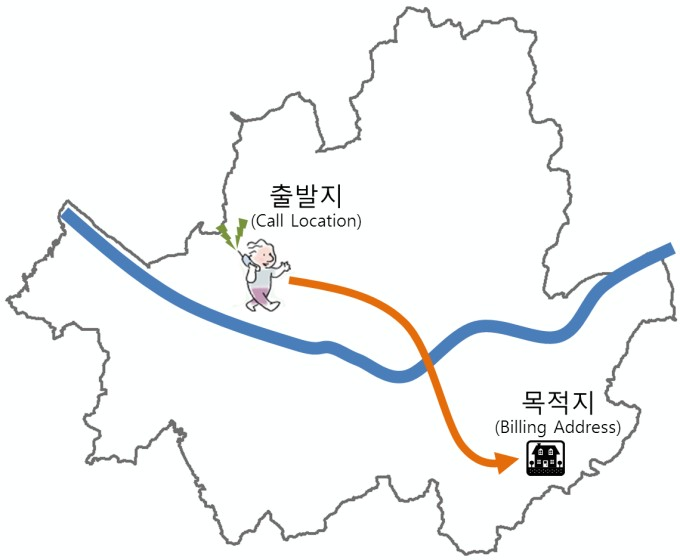 출발지
(Call Location)
목적지
(Billing Address)